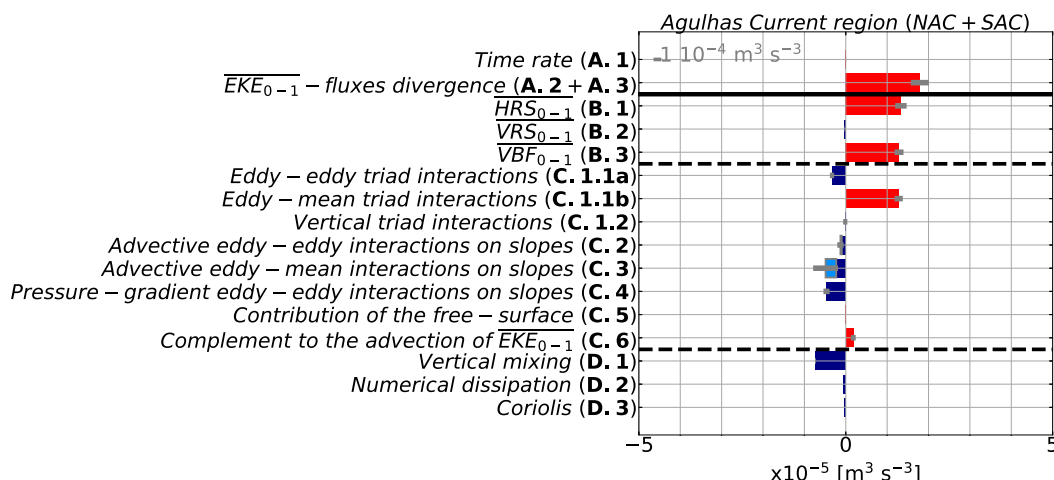 Agulhas Current region (NAC + SAC)
Time rate (A. 1)
1 10⁻⁴ m³ s⁻³
EKE₀₋₁ − fluxes divergence (A. 2 + A. 3)
HRS₀₋₁ (B. 1)
VRS₀₋₁ (B. 2)
VBF₀₋₁ (B. 3)
Eddy − eddy triad interactions (C. 1.1a)
Eddy − mean triad interactions (C. 1.1b)
Vertical triad interactions (C. 1.2)
Advective eddy − eddy interactions on slopes (C. 2)
Advective eddy − mean interactions on slopes (C. 3)
Pressure − gradient eddy − eddy interactions on slopes (C. 4)
Contribution of the free − surface (C. 5)
Complement to the advection of EKE₀₋₁ (C. 6)
Vertical mixing (D. 1)
Numerical dissipation (D. 2)
Coriolis (D. 3)
−5 0 5
x10⁻⁵ [m³ s⁻³]